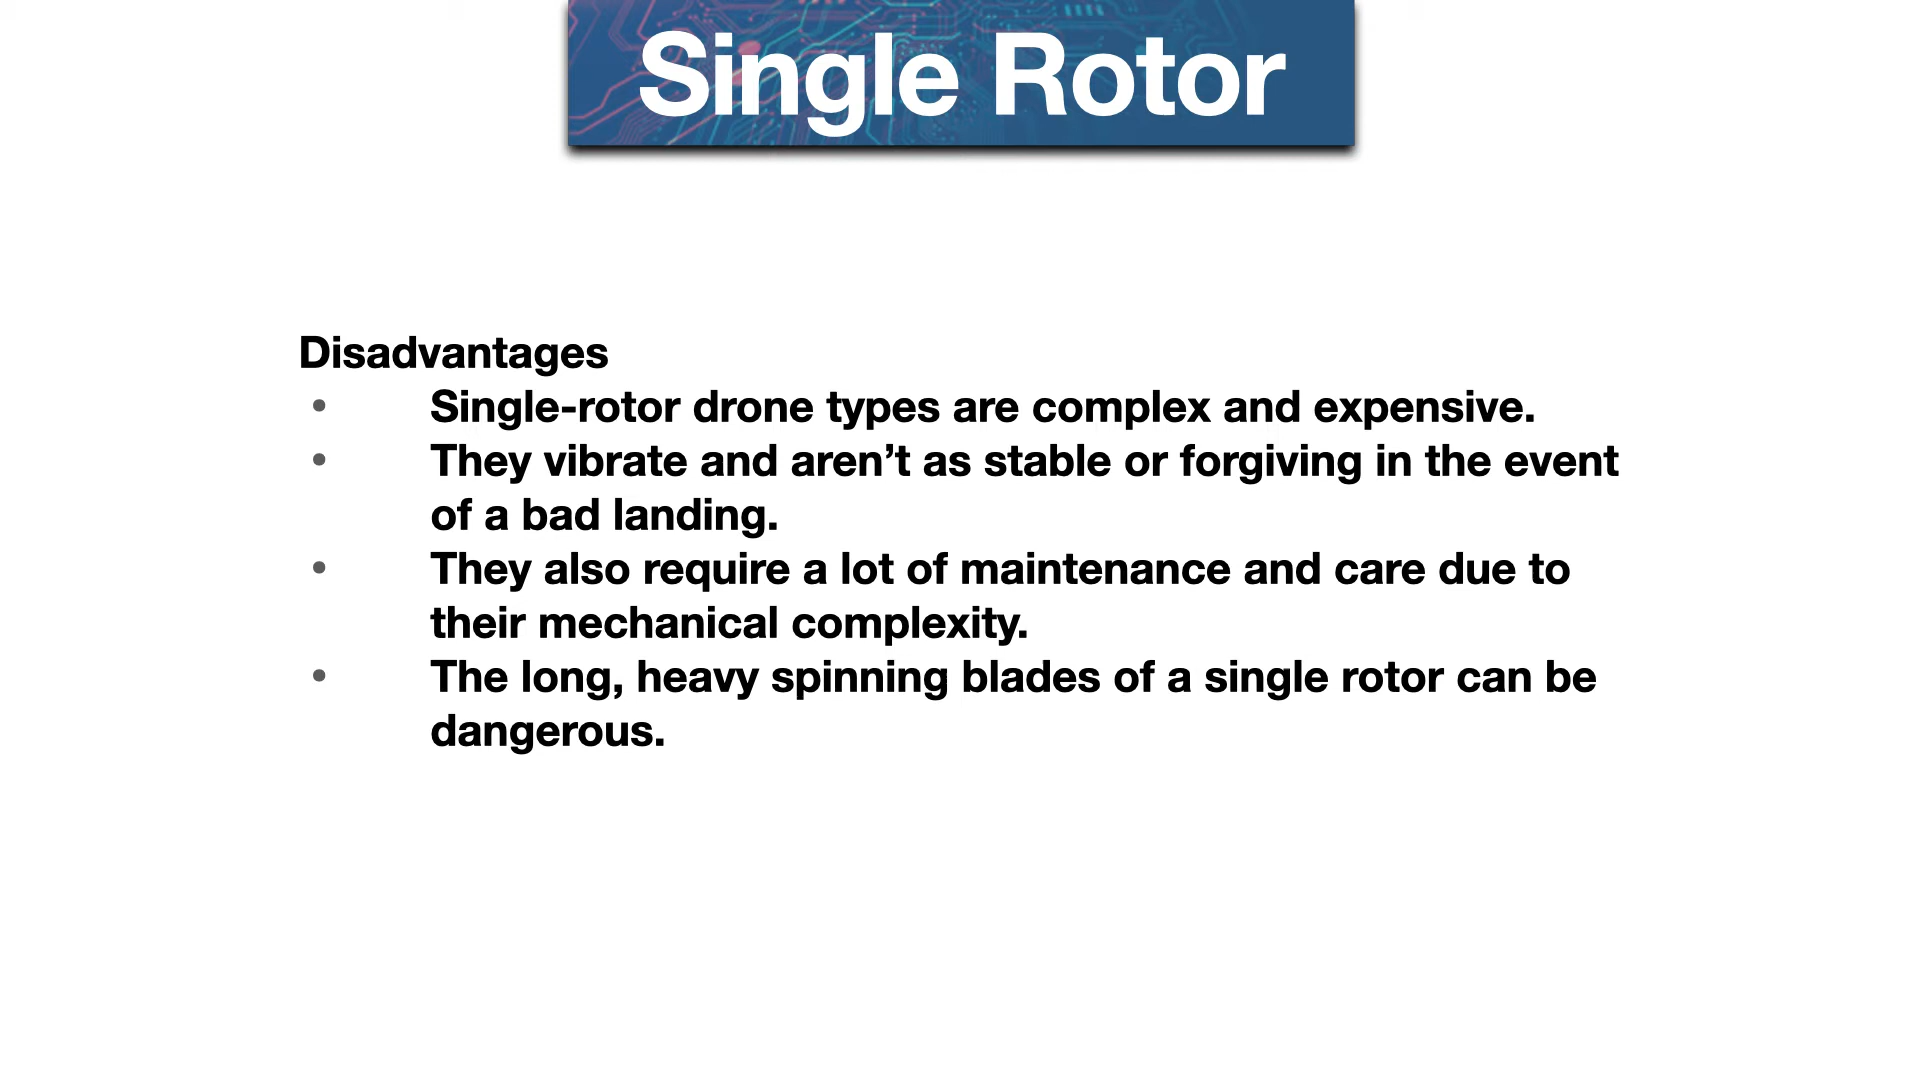 Single Rotor
Disadvantages
• Single-rotor drone types are complex and expensive.
• They vibrate and aren’t as stable or forgiving in the event
of a bad landing.
• They also require a lot of maintenance and care due to
their mechanical complexity.
• The long, heavy spinning blades of a single rotor can be
dangerous.